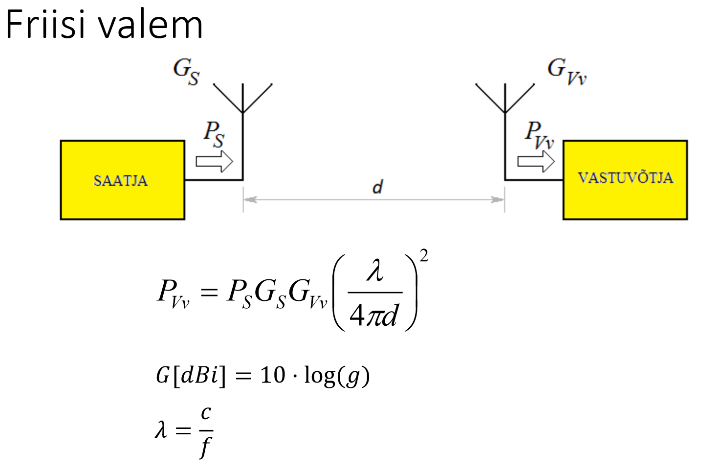 Friisi valem
G_S G_Vv
P_S P_Vv
SAATJA d VASTUVÕTJA
P_Vv = P_S G_S G_Vv (λ / 4πd)^2
G[dBi] = 10 · log(g)
λ = c / f